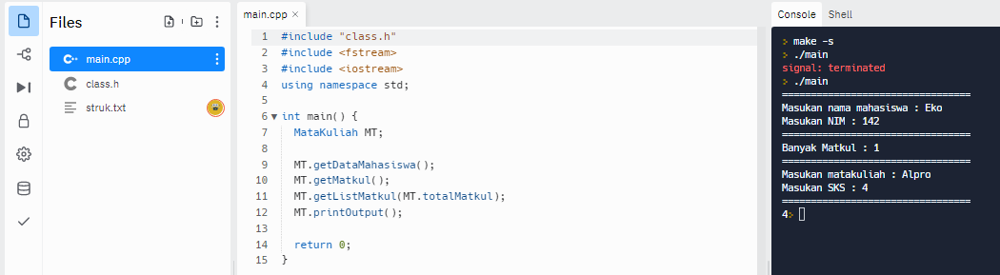 Files
main.cpp
class.h
struk.txt
main.cpp ×
1 #include "class.h"
2 #include <fstream>
3 #include <iostream>
4 using namespace std;
5
6 int main() {
7 MataKuliah MT;
8
9 MT.getDataMahasiswa();
10 MT.getMatkul();
11 MT.getListMatkul(MT.totalMatkul);
12 MT.printOutput();
13
14 return 0;
15 }
Console Shell
> make -s
> ./main
signal: terminated
> ./main
=================================
Masukan nama mahasiswa : Eko
Masukan NIM : 142
=================================
Banyak Matkul : 1
=================================
Masukan matakuliah : Alpro
Masukan SKS : 4
=================================
4>